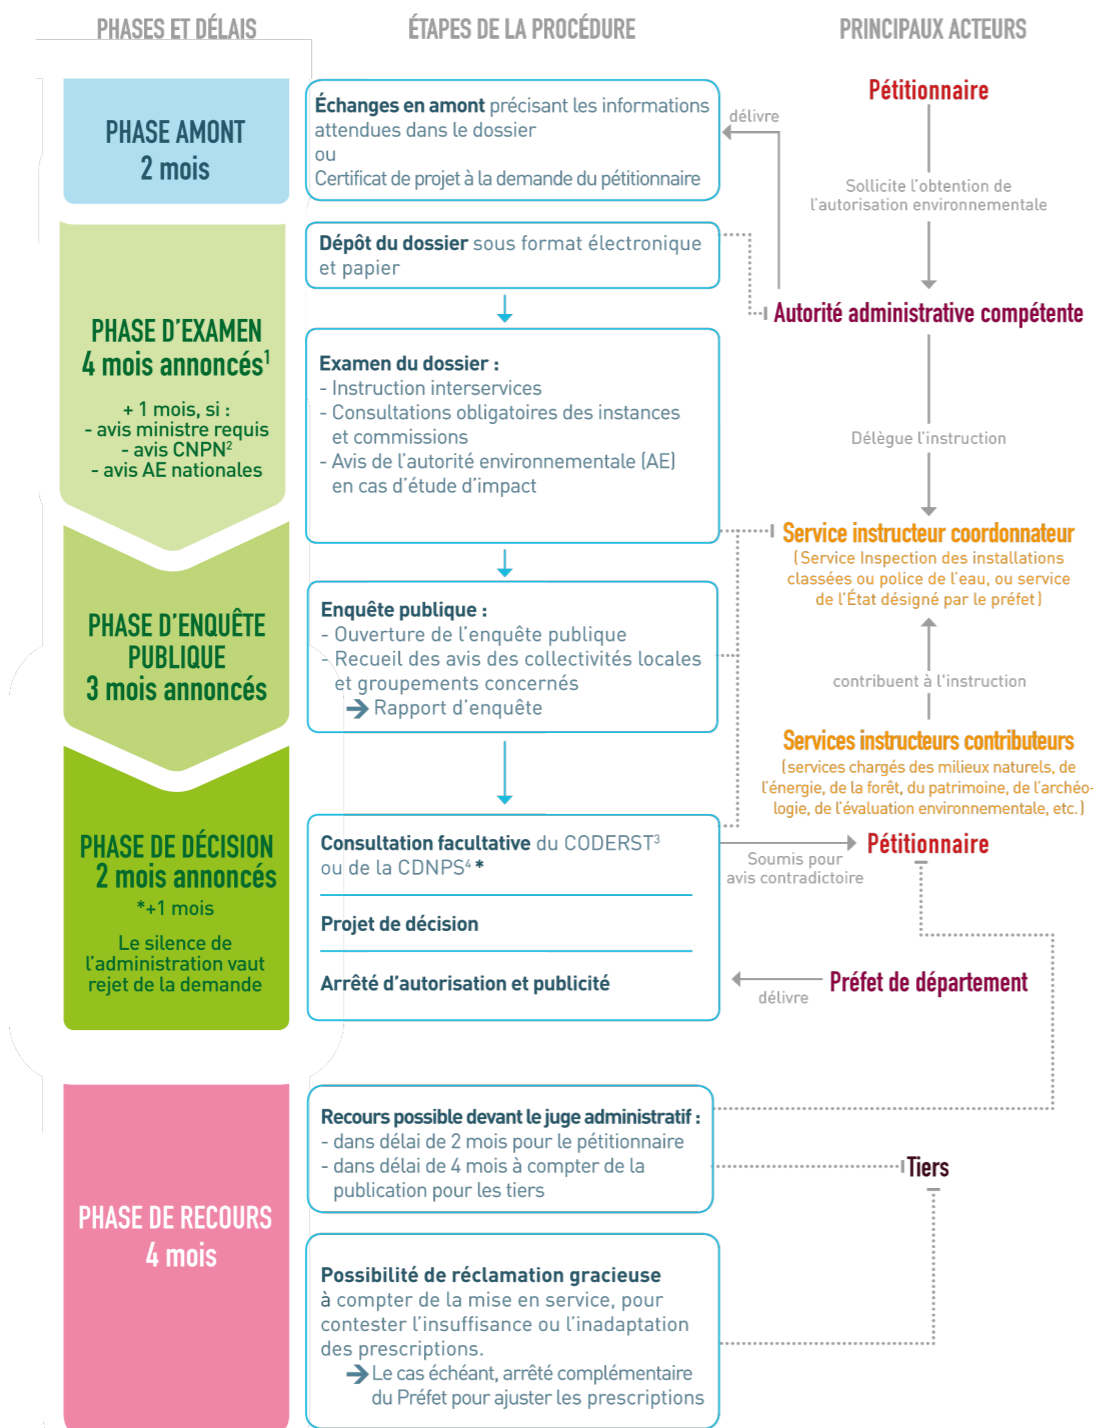 PHASES ET DÉLAIS
ÉTAPES DE LA PROCÉDURE
PRINCIPAUX ACTEURS
PHASE AMONT
2 mois
Échanges en amont précisant les informations
attendues dans le dossier
ou
Certificat de projet à la demande du pétitionnaire
délivre
Pétitionnaire
Sollicite l'obtention de
l'autorisation environnementale
Dépôt du dossier sous format électronique
et papier
Autorité administrative compétente
PHASE D'EXAMEN
4 mois annoncés¹
+ 1 mois, si :
- avis ministre requis
- avis CNPN²
- avis AE nationales
Examen du dossier :
- Instruction interservices
- Consultations obligatoires des instances
et commissions
- Avis de l'autorité environnementale (AE)
en cas d'étude d'impact
Délègue l'instruction
Service instructeur coordonnateur
(Service Inspection des installations
classées ou police de l'eau, ou service
de l'État désigné par le préfet)
PHASE D'ENQUÊTE
PUBLIQUE
3 mois annoncés
Enquête publique :
- Ouverture de l'enquête publique
- Recueil des avis des collectivités locales
et groupements concernés
➔ Rapport d'enquête
contribuent à l'instruction
Services instructeurs contributeurs
(services chargés des milieux naturels, de
l'énergie, de la forêt, du patrimoine, de l'archéo-
logie, de l'évaluation environnementale, etc.)
PHASE DE DÉCISION
2 mois annoncés
*+1 mois
Le silence de
l'administration vaut
rejet de la demande
Consultation facultative du CODERST³
ou de la CDNPS⁴ *
Projet de décision
Arrêté d'autorisation et publicité
Soumis pour
avis contradictoire
Pétitionnaire
délivre
Préfet de département
PHASE DE RECOURS
4 mois
Recours possible devant le juge administratif :
- dans délai de 2 mois pour le pétitionnaire
- dans délai de 4 mois à compter de la
publication pour les tiers
Tiers
Possibilité de réclamation gracieuse
à compter de la mise en service, pour
contester l'insuffisance ou l'inadaptation
des prescriptions.
➔ Le cas échéant, arrêté complémentaire
du Préfet pour ajuster les prescriptions